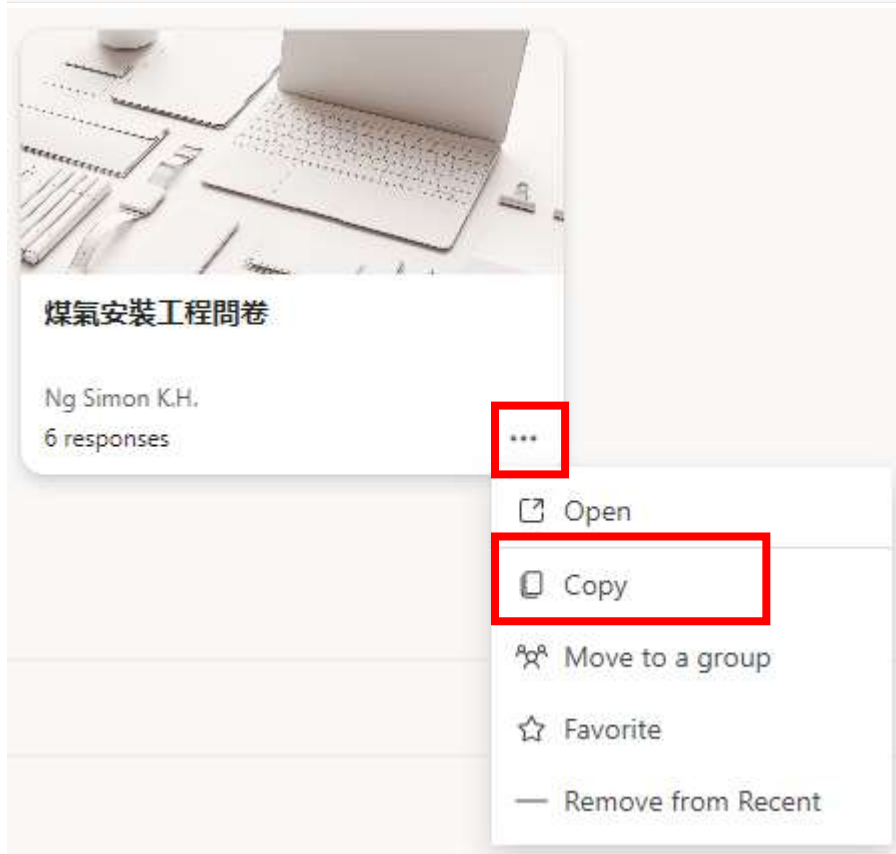 煤氣安裝工程問卷
Ng Simon K.H.
6 responses
Open
Copy
Move to a group
Favorite
Remove from Recent